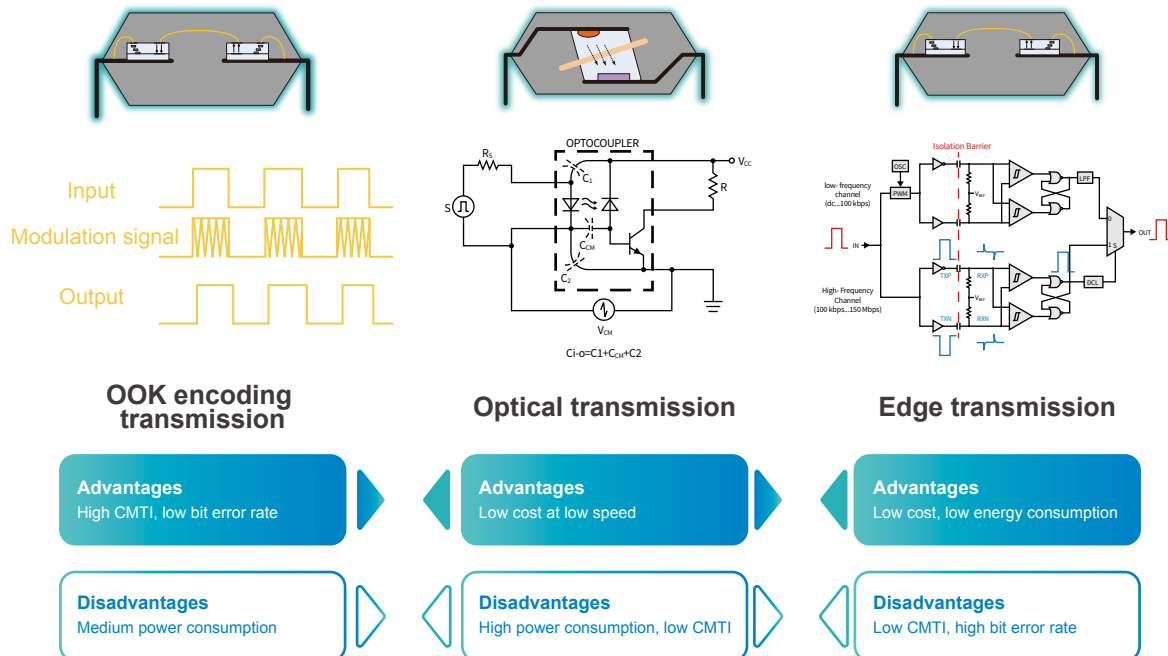 Input
Modulation signal
Output
OPTOCOUPLER
RS
C1
VCC
R
S
CCM
C2
VCM
Ci-o=C1+CCM+C2
Isolation Barrier
OSC
PWM
low- frequency
channel
(dc...100 kbps)
VREF
LPF
0
IN
OUT
1 S
TXP
RXP
DCL
High- Frequency
Channel
(100 kbps...150 Mbps)
VREF
TXN
RXN
OOK encoding
transmission
Optical transmission
Edge transmission
Advantages
High CMTI, low bit error rate
Advantages
Low cost at low speed
Advantages
Low cost, low energy consumption
Disadvantages
Medium power consumption
Disadvantages
High power consumption, low CMTI
Disadvantages
Low CMTI, high bit error rate